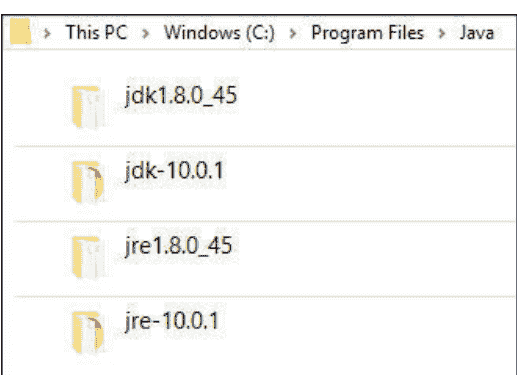 This PC > Windows (C:) > Program Files > Java
jdk1.8.0_45
jdk-10.0.1
jre1.8.0_45
jre-10.0.1